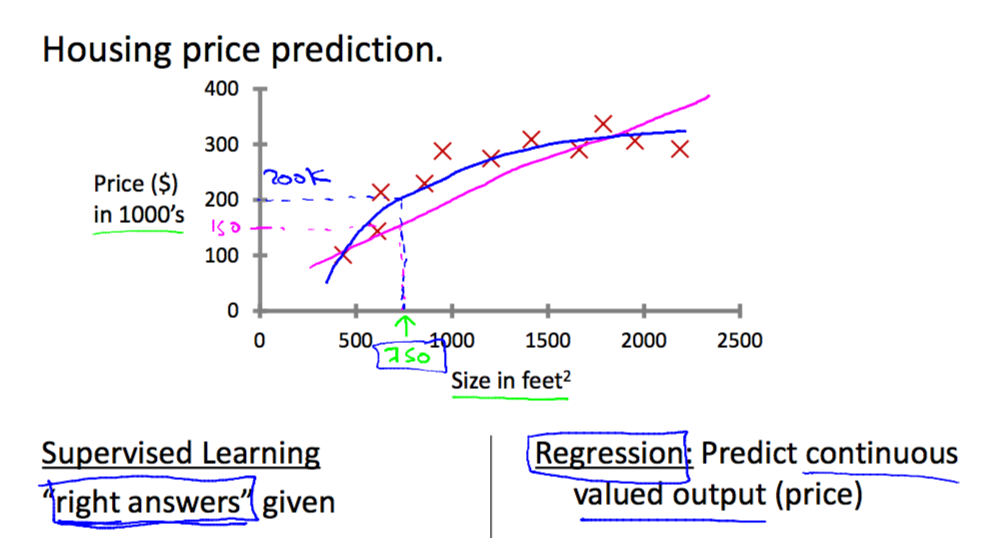 Housing price prediction.
400
300
200K
Price ($)
200
in 1000's
150
100
0
0 500 1000 1500 2000 2500
750
Size in feet²
Supervised Learning
"right answers" given
Regression: Predict continuous
valued output (price)